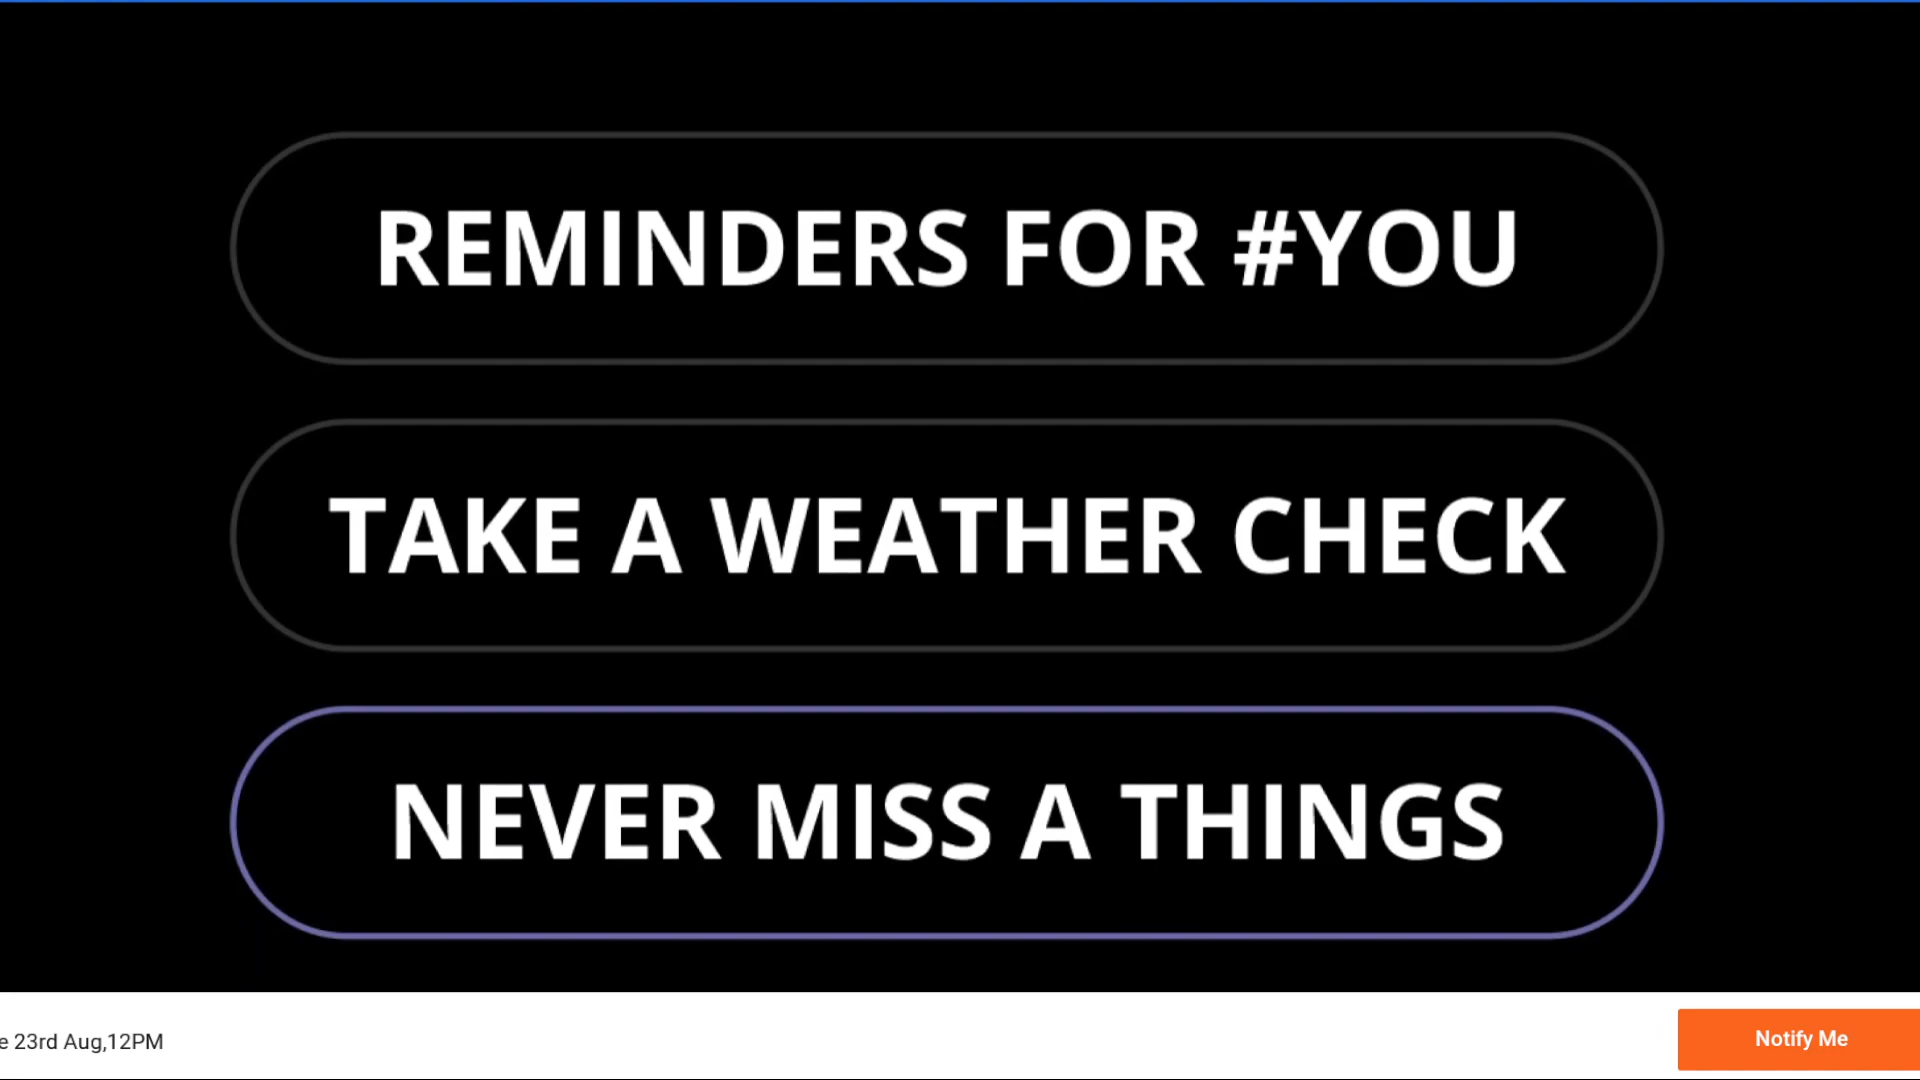 REMINDERS FOR #YOU
TAKE A WEATHER CHECK
NEVER MISS A THINGS
23rd Aug,12PM
Notify Me